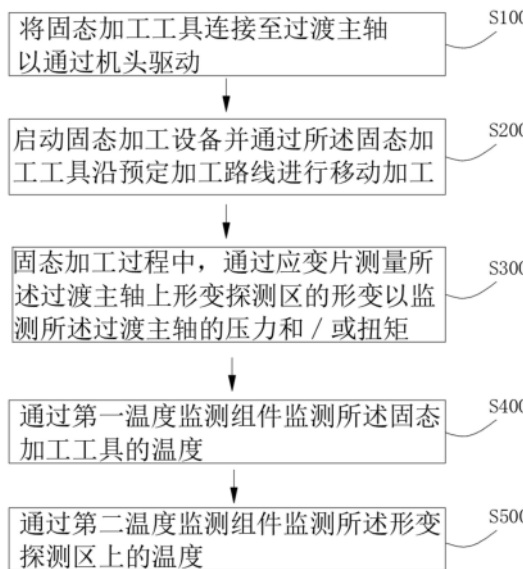 将固态加工工具连接至过渡主轴
以通过机头驱动
S100
启动固态加工设备并通过所述固态加
工工具沿预定加工路线进行移动加工
S200
固态加工过程中，通过应变片测量所
述过渡主轴上形变探测区的形变以监
测所述过渡主轴的压力和／或扭矩
S300
通过第一温度监测组件监测所述固态
加工工具的温度
S400
通过第二温度监测组件监测所述形变
探测区上的温度
S500